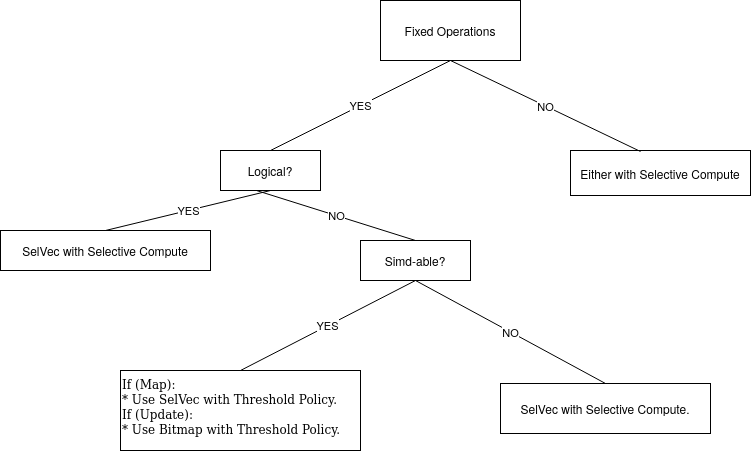 Fixed Operations
YES
NO
Logical?
Either with Selective Compute
YES
NO
SelVec with Selective Compute
Simd-able?
YES
NO
If (Map):
* Use SelVec with Threshold Policy.
If (Update):
* Use Bitmap with Threshold Policy.
SelVec with Selective Compute.